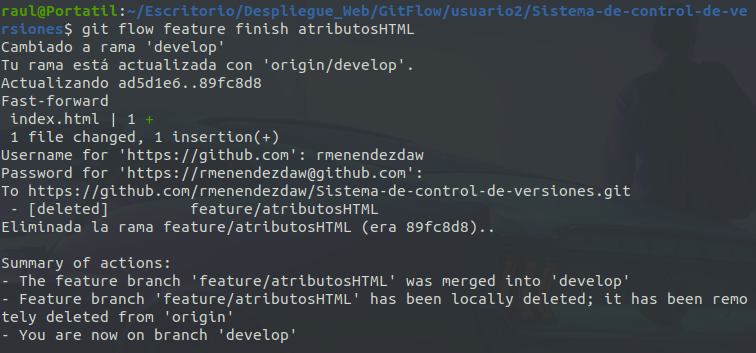 raul@Portatil:~/Escritorio/Despliegue_Web/GitFlow/usuario2/Sistema-de-control-de-ve
rsiones$ git flow feature finish atributosHTML
Cambiado a rama 'develop'
Tu rama está actualizada con 'origin/develop'.
Actualizando ad5d1e6..89fc8d8
Fast-forward
 index.html | 1 +
 1 file changed, 1 insertion(+)
Username for 'https://github.com': rmenendezdaw
Password for 'https://rmenendezdaw@github.com':
To https://github.com/rmenendezdaw/Sistema-de-control-de-versiones.git
 - [deleted]         feature/atributosHTML
Eliminada la rama feature/atributosHTML (era 89fc8d8)..

Summary of actions:
- The feature branch 'feature/atributosHTML' was merged into 'develop'
- Feature branch 'feature/atributosHTML' has been locally deleted; it has been remo
tely deleted from 'origin'
- You are now on branch 'develop'